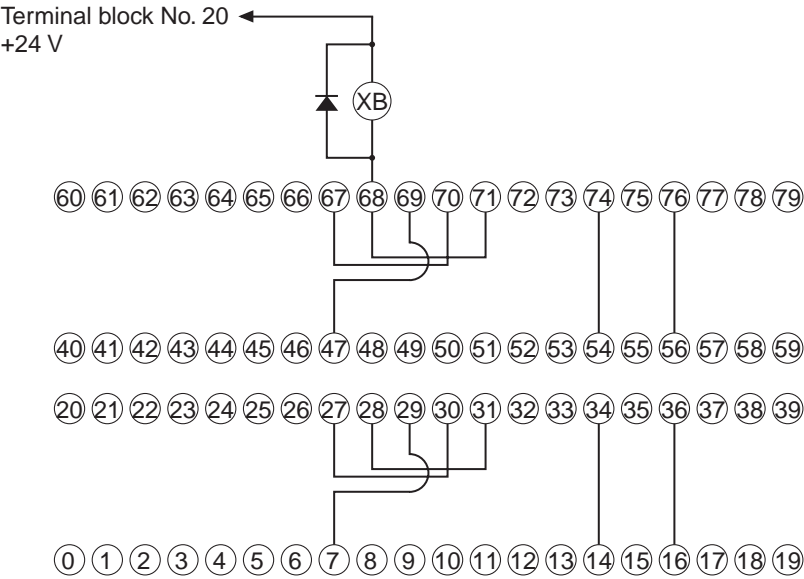 Terminal block No. 20
+24 V
XB
60 61 62 63 64 65 66 67 68 69 70 71 72 73 74 75 76 77 78 79
40 41 42 43 44 45 46 47 48 49 50 51 52 53 54 55 56 57 58 59
20 21 22 23 24 25 26 27 28 29 30 31 32 33 34 35 36 37 38 39
0 1 2 3 4 5 6 7 8 9 10 11 12 13 14 15 16 17 18 19